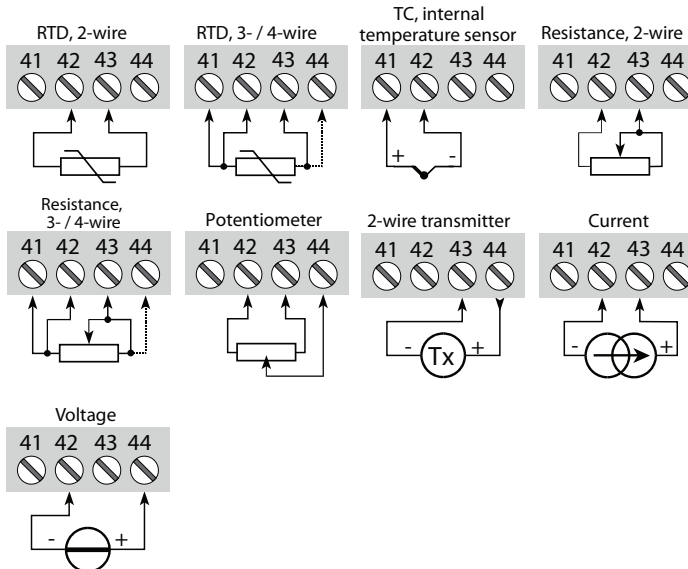 RTD, 2-wire
41 42 43 44
RTD, 3- / 4-wire
41 42 43 44
TC, internal
temperature sensor
41 42 43 44
+ -
Resistance, 2-wire
41 42 43 44
Resistance,
3- / 4-wire
41 42 43 44
Potentiometer
41 42 43 44
2-wire transmitter
41 42 43 44
- Tx +
Current
41 42 43 44
- +
Voltage
41 42 43 44
- +